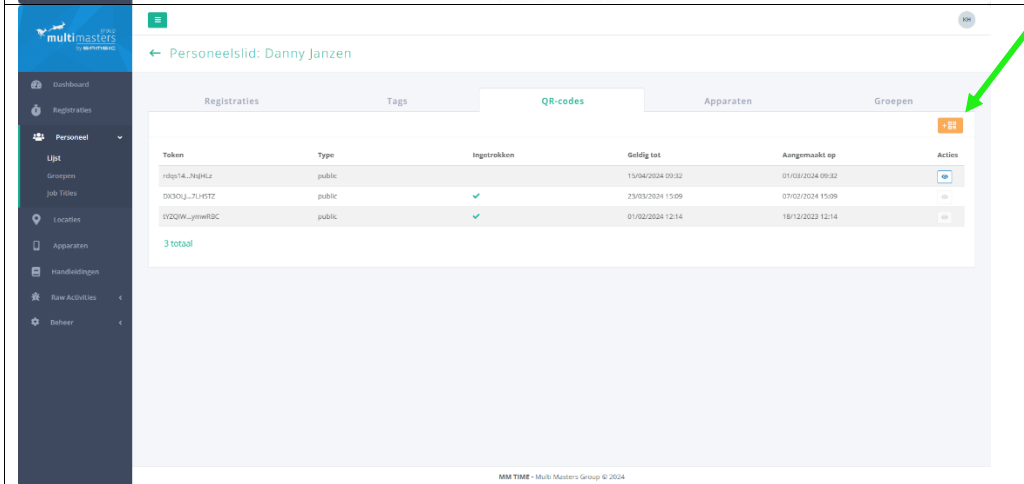 GROUP
multimasters
KH
← Personeelslid: Danny Janzen
Dashboard
Registraties
Personeel
Lijst
Groepen
Job Titles
Locaties
Apparaten
Handleidingen
Raw Activities
Beheer
Registraties Tags QR-codes Apparaten Groepen
Token Type Ingetrokken Geldig tot Aangemaakt op Acties
public 15/04/2024 09:32 01/03/2024 09:32
DX3OLJ...7LHSTZ public 23/03/2024 15:09 07/02/2024 15:09
public 01/02/2024 12:14 18/12/2023 12:14
3 totaal
MM TIME - Multi Masters Group © 2024